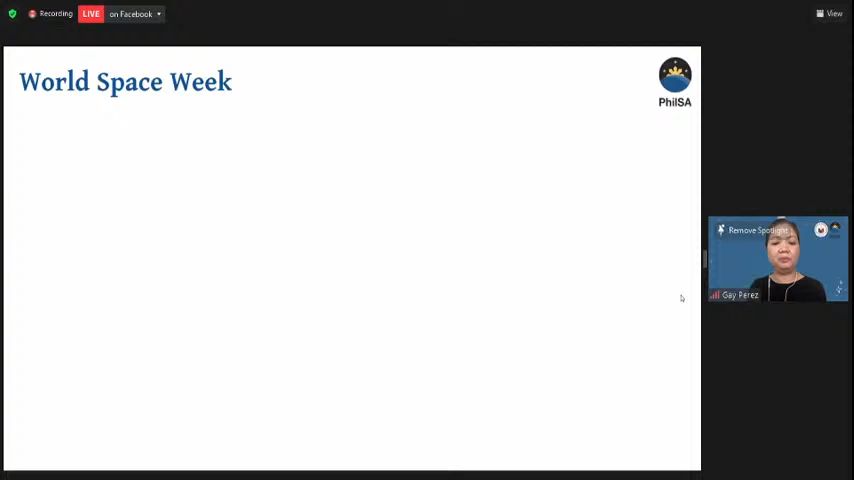 Recording
LIVE
on Facebook
View
World Space Week
PhilSA
Remove Spotlight
Gay Perez